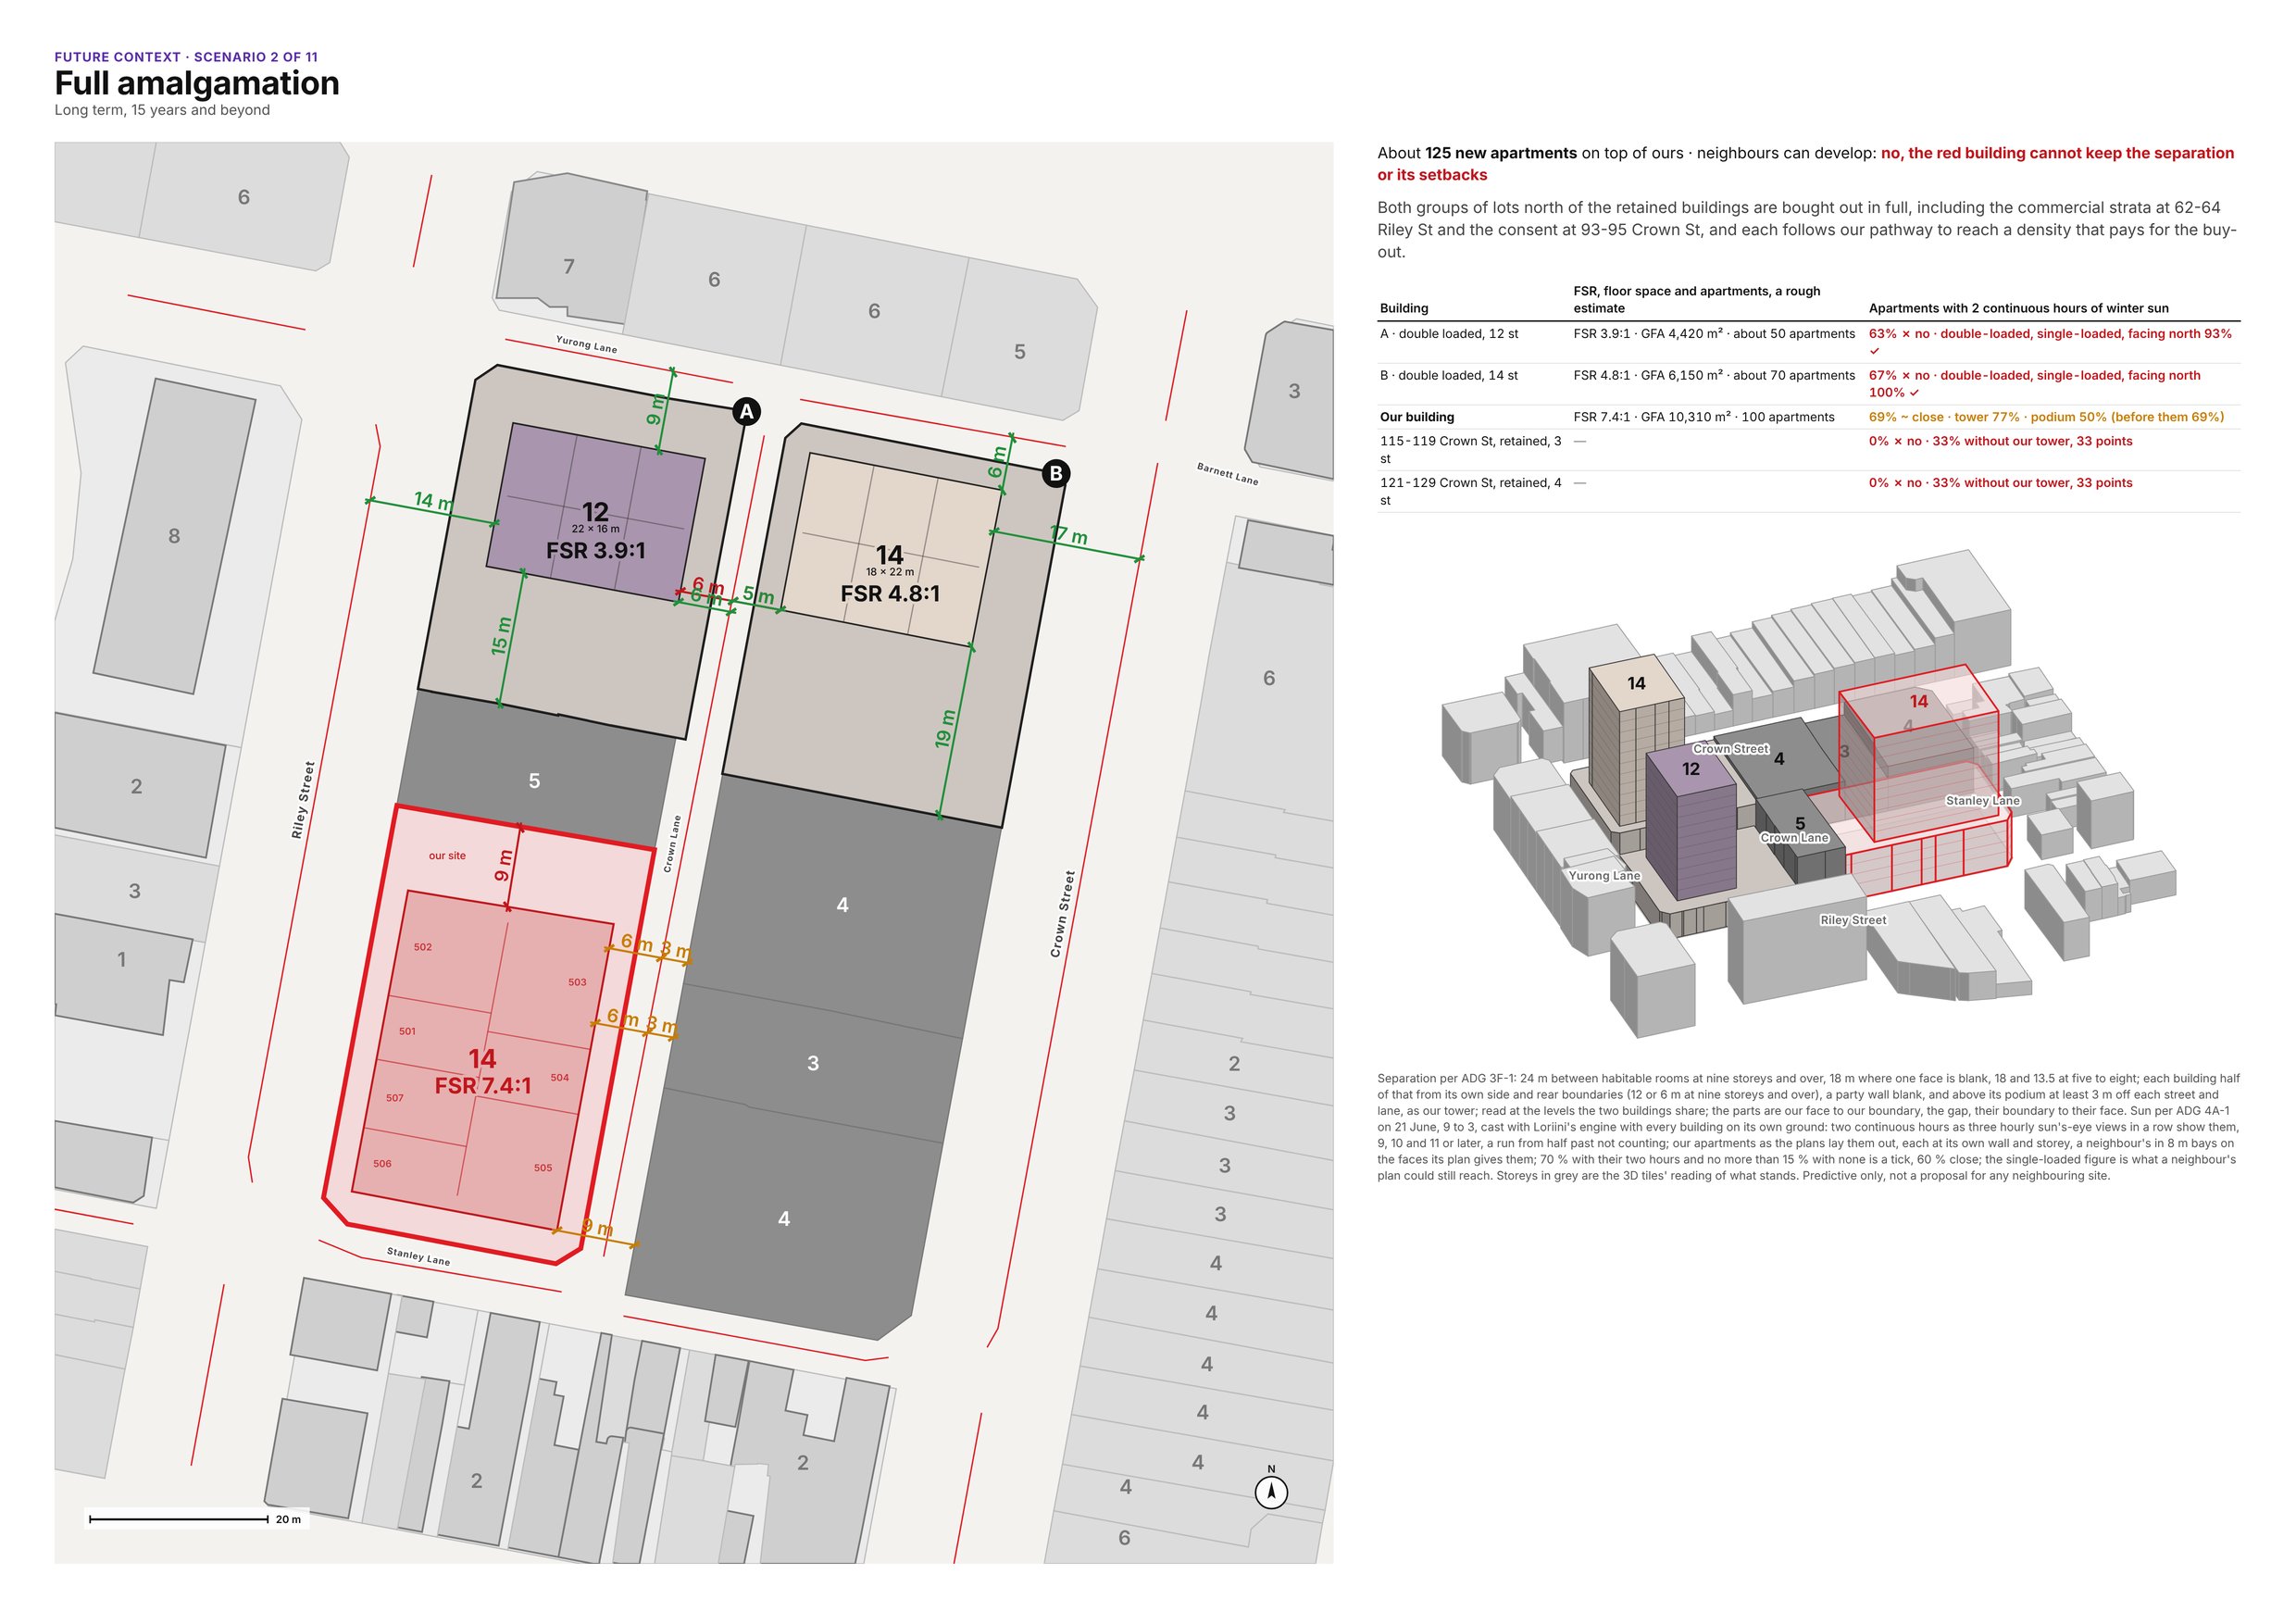 FUTURE CONTEXT · SCENARIO 2 OF 11
Full amalgamation
Long term, 15 years and beyond
6
7
6
6
5
3
Yurong Lane
Barnett Lane
A
B
9 m
6 m
14 m
17 m
8
12
22 × 16 m
FSR 3.9:1
14
18 × 22 m
FSR 4.8:1
6 m
6 m
5 m
15 m
19 m
6
5
2
Riley Street
Crown Lane
Crown Street
our site
9 m
3
1
4
502
503
6 m
3 m
501
6 m
3 m
14
FSR 7.4:1
504
507
3
2
3
506
505
3
3
4
9 m
Stanley Lane
4
4
4
4
4
4
6
2
2
N
20 m
About 125 new apartments on top of ours · neighbours can develop: no, the red building cannot keep the separation
or its setbacks
Both groups of lots north of the retained buildings are bought out in full, including the commercial strata at 62-64
Riley St and the consent at 93-95 Crown St, and each follows our pathway to reach a density that pays for the buy-
out.
Building
FSR, floor space and apartments, a rough
estimate
Apartments with 2 continuous hours of winter sun
A · double loaded, 12 st
FSR 3.9:1 · GFA 4,420 m² · about 50 apartments
63% × no · double-loaded, single-loaded, facing north 93%
✓
B · double loaded, 14 st
FSR 4.8:1 · GFA 6,150 m² · about 70 apartments
67% × no · double-loaded, single-loaded, facing north
100% ✓
Our building
FSR 7.4:1 · GFA 10,310 m² · 100 apartments
69% ~ close · tower 77% · podium 50% (before them 69%)
115-119 Crown St, retained, 3
st
—
0% × no · 33% without our tower, 33 points
121-129 Crown St, retained, 4
st
—
0% × no · 33% without our tower, 33 points
14
14
4
Crown Street
3
4
12
Stanley Lane
5
Crown Lane
Yurong Lane
Riley Street
Separation per ADG 3F-1: 24 m between habitable rooms at nine storeys and over, 18 m where one face is blank, 18 and 13.5 at five to eight; each building half
of that from its own side and rear boundaries (12 or 6 m at nine storeys and over), a party wall blank, and above its podium at least 3 m off each street and
lane, as our tower; read at the levels the two buildings share; the parts are our face to our boundary, the gap, their boundary to their face. Sun per ADG 4A-1
on 21 June, 9 to 3, cast with Loriini's engine with every building on its own ground: two continuous hours as three hourly sun's-eye views in a row show them,
9, 10 and 11 or later, a run from half past not counting; our apartments as the plans lay them out, each at its own wall and storey, a neighbour's in 8 m bays on
the faces its plan gives them; 70 % with their two hours and no more than 15 % with none is a tick, 60 % close; the single-loaded figure is what a neighbour's
plan could still reach. Storeys in grey are the 3D tiles' reading of what stands. Predictive only, not a proposal for any neighbouring site.